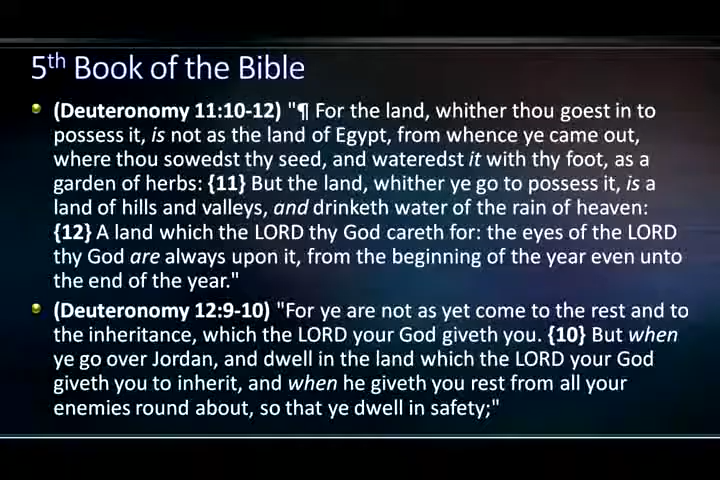 5th Book of the Bible
(Deuteronomy 11:10-12) "¶ For the land, whither thou goest in to
possess it, is not as the land of Egypt, from whence ye came out,
where thou sowedst thy seed, and wateredst it with thy foot, as a
garden of herbs: {11} But the land, whither ye go to possess it, is a
land of hills and valleys, and drinketh water of the rain of heaven:
{12} A land which the LORD thy God careth for: the eyes of the LORD
thy God are always upon it, from the beginning of the year even unto
the end of the year."
(Deuteronomy 12:9-10) "For ye are not as yet come to the rest and to
the inheritance, which the LORD your God giveth you. {10} But when
ye go over Jordan, and dwell in the land which the LORD your God
giveth you to inherit, and when he giveth you rest from all your
enemies round about, so that ye dwell in safety;"